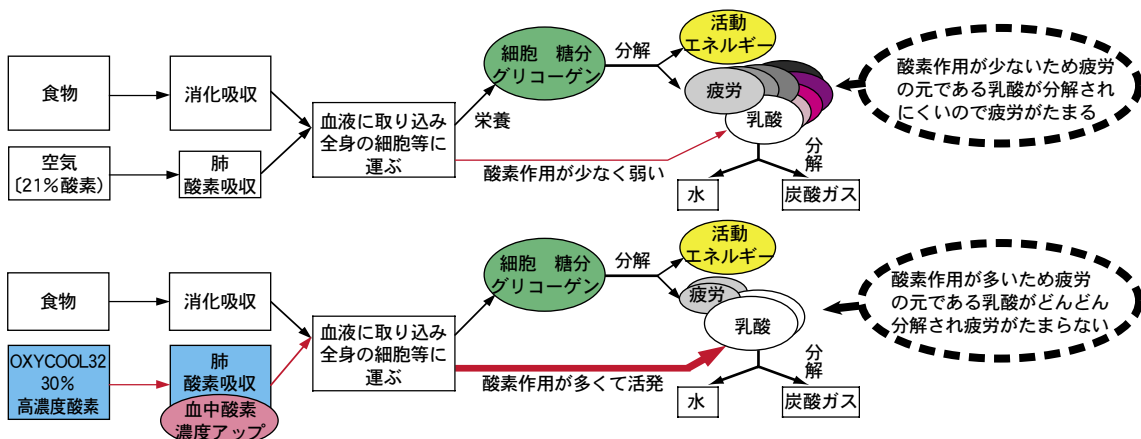 食物
消化吸収
空気
〔21%酸素）
肺
酸素吸収
血液に取り込み
全身の細胞等に
運ぶ
栄養
細胞　糖分
グリコーゲン
分解
活動
エネルギー
疲労
乳酸
酸素作用が少なく弱い
分解
水
炭酸ガス
酸素作用が少ないため疲労
の元である乳酸が分解され
にくいので疲労がたまる
食物
消化吸収
OXYCOOL32
30%
高濃度酸素
肺
酸素吸収
血中酸素
濃度アップ
血液に取り込み
全身の細胞等に
運ぶ
細胞　糖分
グリコーゲン
分解
活動
エネルギー
疲労
乳酸
酸素作用が多くて活発
分解
水
炭酸ガス
酸素作用が多いため疲労
の元である乳酸がどんどん
分解され疲労がたまらない